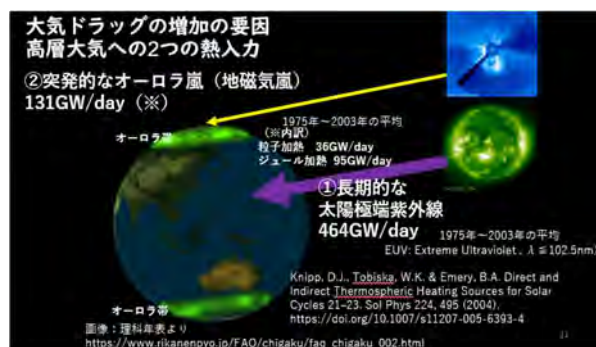 大気ドラッグの増加の要因
高層大気への2つの熱入力
②突発的なオーロラ嵐（地磁気嵐）
131GW/day（※）
オーロラ帯
1975年～2003年の平均
（※内訳）
粒子加熱 36GW/day
ジュール加熱 95GW/day
①長期的な
太陽極端紫外線
464GW/day
1975年～2003年の平均
EUV: Extreme Ultraviolet、λ≦102.5nm)
Knipp, D.J., Tobiska, W.K. & Emery, B.A. Direct and
Indirect Thermospheric Heating Sources for Solar
Cycles 21–23. Sol Phys 224, 495 (2004).
https://doi.org/10.1007/s11207-005-6393-4
オーロラ帯
画像：理科年表より
https://www.rikanenpyo.jp/FAQ/chigaku/faq_chigaku_002.html